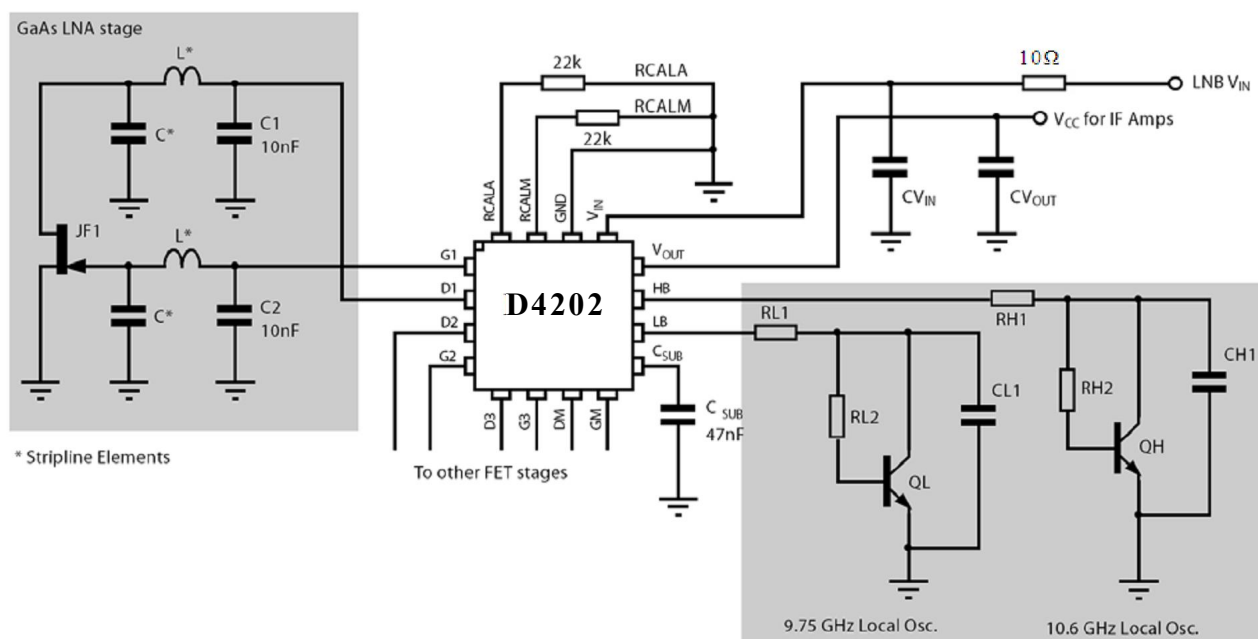 GaAs LNA stage
L*
C*
C1
10nF
JF1
L*
C*
C2
10nF
* Stripline Elements
22k
RCALA
RCALM
22k
RCALA
RCALM
GND
VIN
10Ω
LNB VIN
VCC for IF Amps
CVIN
CVOUT
G1
D1
D2
G2
D4202
VOUT
HB
LB
CSUB
D3
G3
DM
GM
To other FET stages
C SUB
47nF
RL1
RL2
QL
CL1
RH1
RH2
QH
CH1
9.75 GHz Local Osc.
10.6 GHz Local Osc.